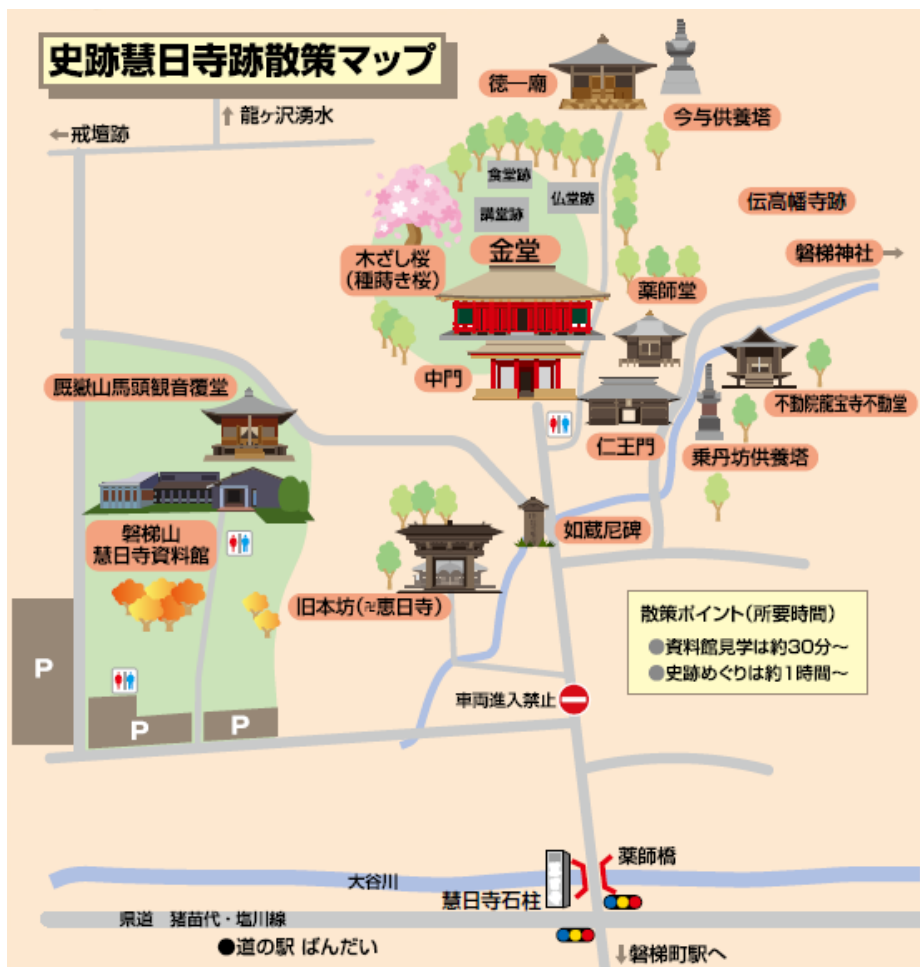 史跡慧日寺跡散策マップ
徳一廟
今与供養塔
↑龍ヶ沢湧水
←戒壇跡
食堂跡
仏堂跡
講堂跡
伝高幡寺跡
木ざし桜
(種蒔き桜)
金堂
磐梯神社→
薬師堂
中門
厩嶽山馬頭観音覆堂
不動院龍宝寺不動堂
仁王門
乗丹坊供養塔
磐梯山
慧日寺資料館
如蔵尼碑
旧本坊(卍恵日寺)
散策ポイント(所要時間)
●資料館見学は約30分~
●史跡めぐりは約1時間~
P
車両進入禁止
P
P
薬師橋
大谷川
慧日寺石柱
県道 猪苗代・塩川線
●道の駅 ばんだい
↓磐梯町駅へ